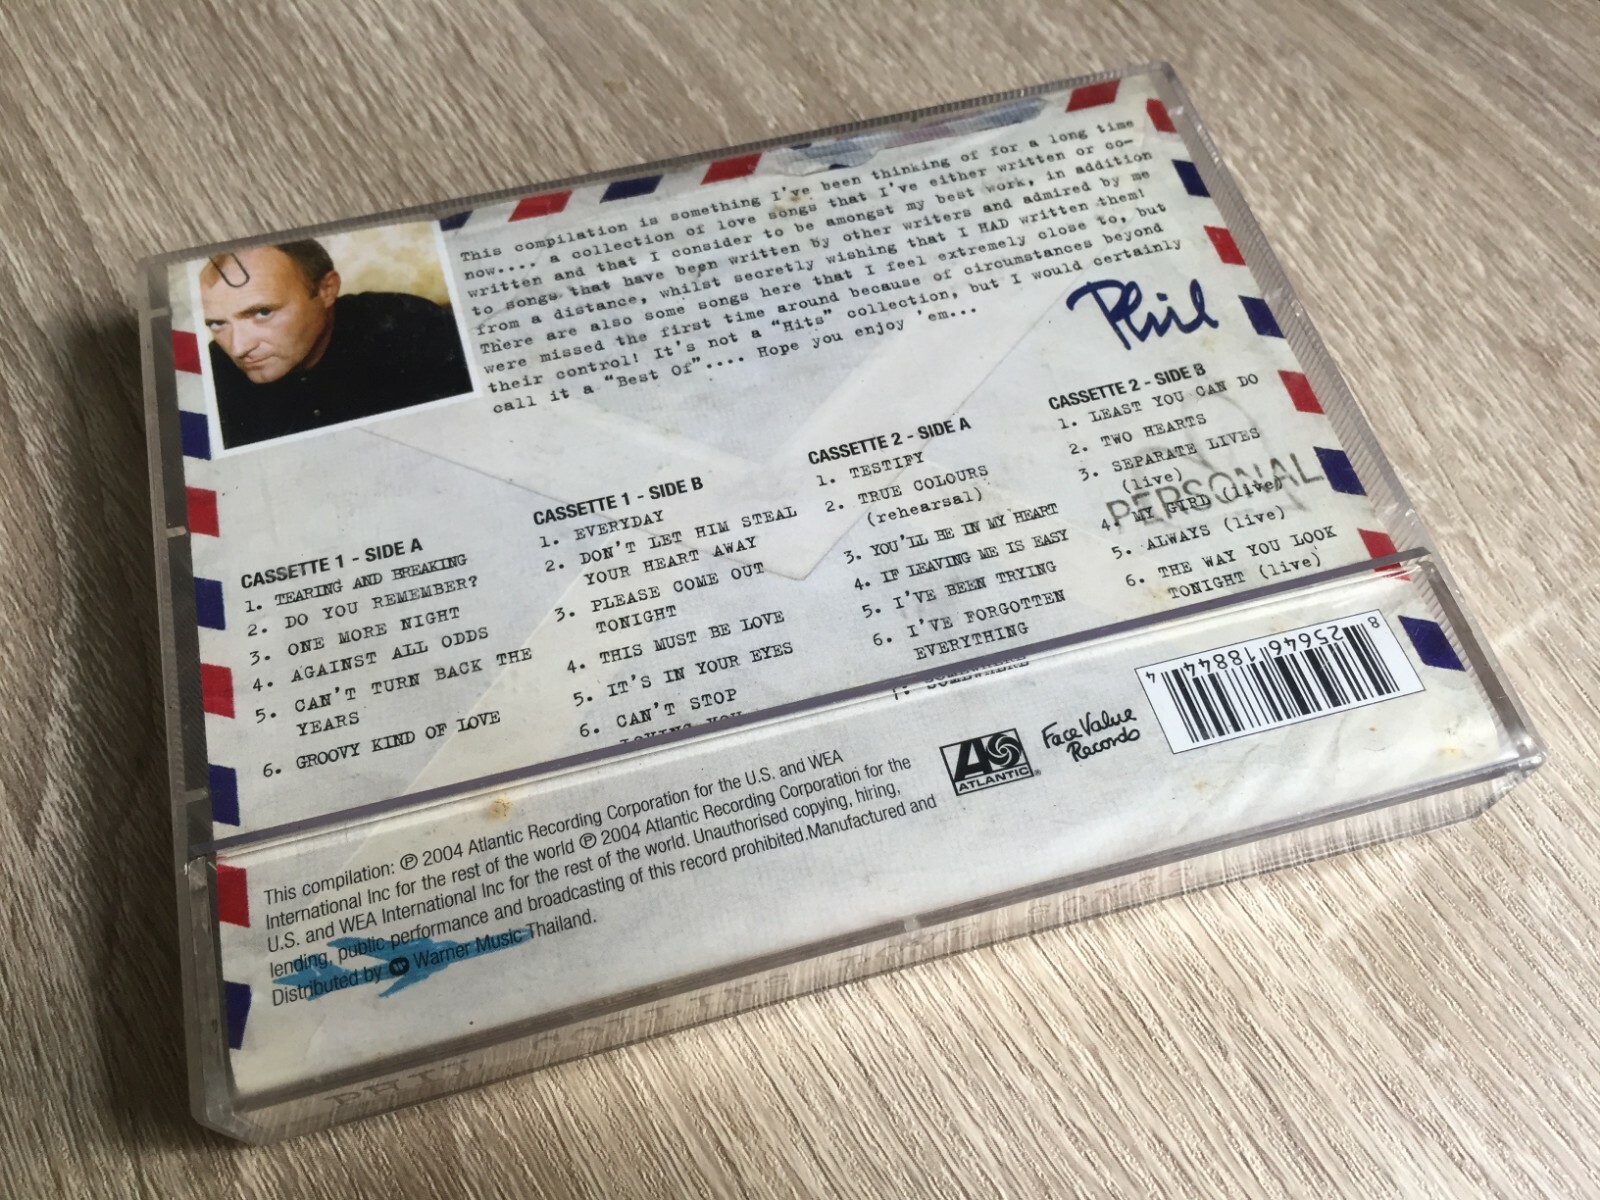 This compilation is something I've been thinking of for a long time
now.... a collection of love songs that I've either written or co-
written and that I consider to be amongst my best work, in addition
to songs that have been written by other writers and admired by me
from a distance, whilst secretly wishing that I HAD written them!
There are also some songs here that I feel extremely close to, but
were missed the first time around because of circumstances beyond
their control! It's not a "Hits" collection, but I would certainly
call it a "Best Of".... Hope you enjoy 'em...
Phil
CASSETTE 1 - SIDE A
1. TEARING AND BREAKING
2. DO YOU REMEMBER?
3. ONE MORE NIGHT
4. AGAINST ALL ODDS
5. CAN'T TURN BACK THE
YEARS
6. GROOVY KIND OF LOVE
CASSETTE 1 - SIDE B
1. EVERYDAY
2. DON'T LET HIM STEAL
YOUR HEART AWAY
3. PLEASE COME OUT
TONIGHT
4. THIS MUST BE LOVE
5. IT'S IN YOUR EYES
6. CAN'T STOP
LOVING YOU
CASSETTE 2 - SIDE A
1. TESTIFY
2. TRUE COLOURS
(rehearsal)
3. YOU'LL BE IN MY HEART
4. IF LEAVING ME IS EASY
5. I'VE BEEN TRYING
6. I'VE FORGOTTEN
EVERYTHING
7. SOMEWHERE
CASSETTE 2 - SIDE B
1. LEAST YOU CAN DO
2. TWO HEARTS
3. SEPARATE LIVES
(live)
4. MY GIRL (live)
5. ALWAYS (live)
6. THE WAY YOU LOOK
TONIGHT (live)
PERSONAL
This compilation: ℗ 2004 Atlantic Recording Corporation for the U.S. and WEA
International Inc for the rest of the world ℗ 2004 Atlantic Recording Corporation for the
U.S. and WEA International Inc for the rest of the world. Unauthorised copying, hiring,
lending, public performance and broadcasting of this record prohibited.Manufactured and
Distributed by Warner Music Thailand.
ATLANTIC®
Face Value
Records
8 25646 18844 4